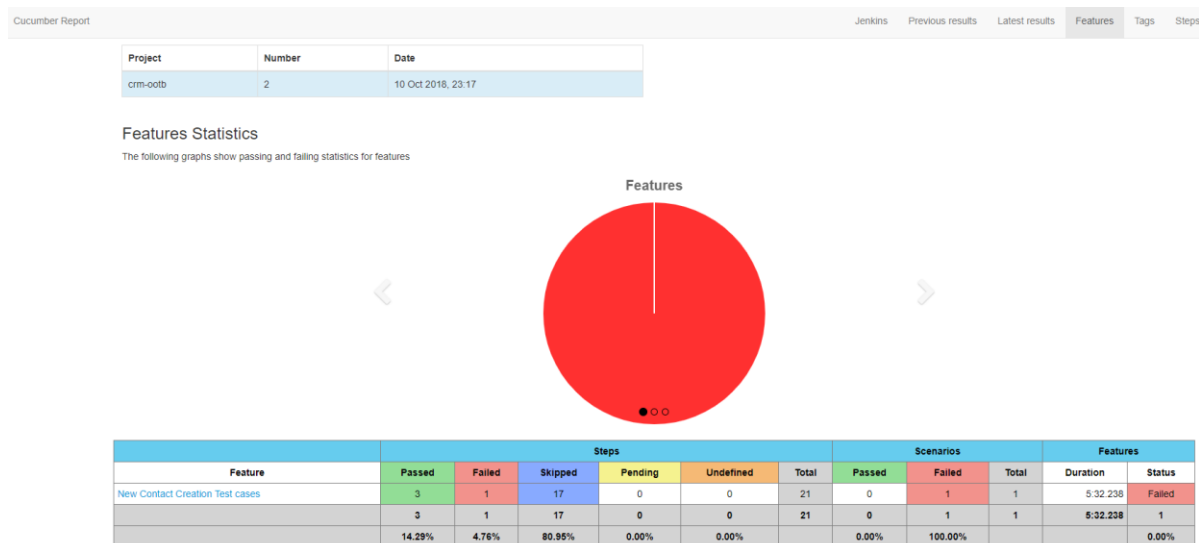 Cucumber Report Jenkins Previous results Latest results Features Tags Steps
Project Number Date
crm-ootb 2 10 Oct 2018, 23:17
Features Statistics
The following graphs show passing and failing statistics for features
Features
Steps Scenarios Features
Feature Passed Failed Skipped Pending Undefined Total Passed Failed Total Duration Status
New Contact Creation Test cases 3 1 17 0 0 21 0 1 1 5:32.238 Failed
3 1 17 0 0 21 0 1 1 5:32.238 1
14.29% 4.76% 80.95% 0.00% 0.00% 0.00% 100.00% 0.00%